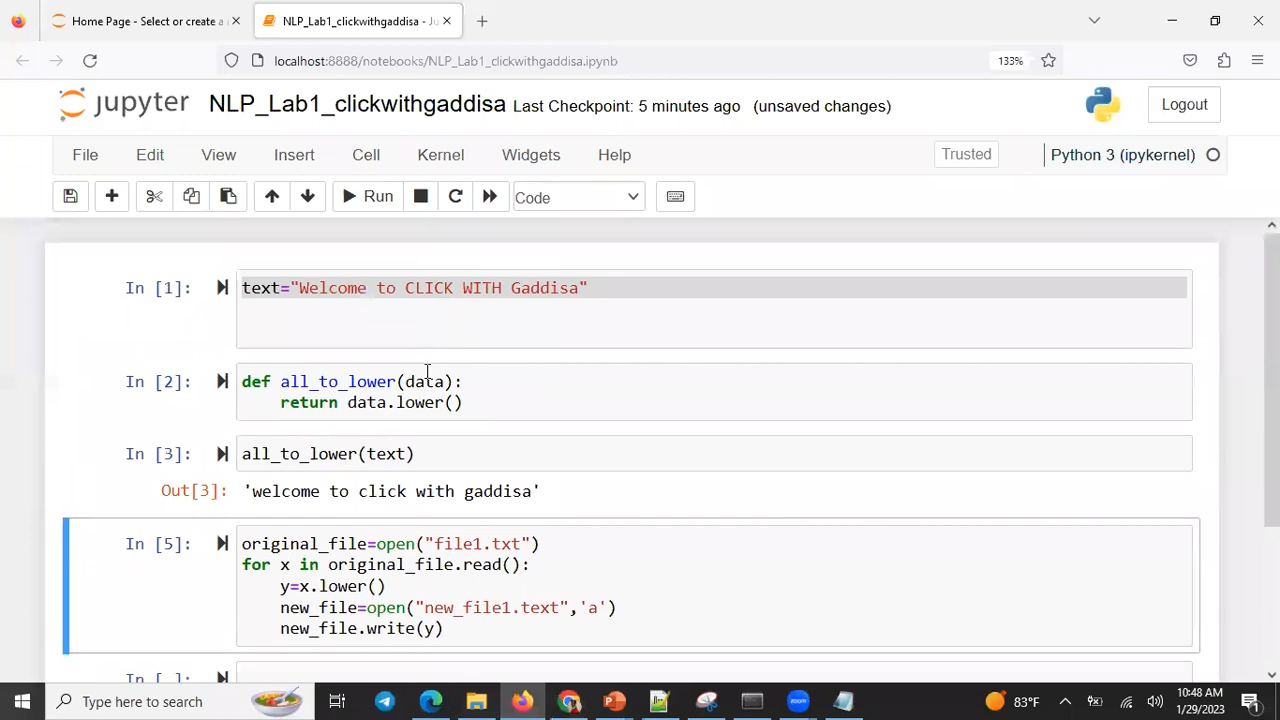 Home Page - Select or create a
NLP_Lab1_clickwithgaddisa - Ju
localhost:8888/notebooks/NLP_Lab1_clickwithgaddisa.ipynb
133%
jupyter NLP_Lab1_clickwithgaddisa Last Checkpoint: 5 minutes ago (unsaved changes)
Logout
File Edit View Insert Cell Kernel Widgets Help
Trusted
Python 3 (ipykernel)
Run
Code
In [1]: text="Welcome to CLICK WITH Gaddisa"
In [2]: def all_to_lower(data):
return data.lower()
In [3]: all_to_lower(text)
Out[3]: 'welcome to click with gaddisa'
In [5]: original_file=open("file1.txt")
for x in original_file.read():
y=x.lower()
new_file=open("new_file1.text",'a')
new_file.write(y)
In [ ]:
Type here to search
zoom
83°F
10:48 AM
1/29/2023
1